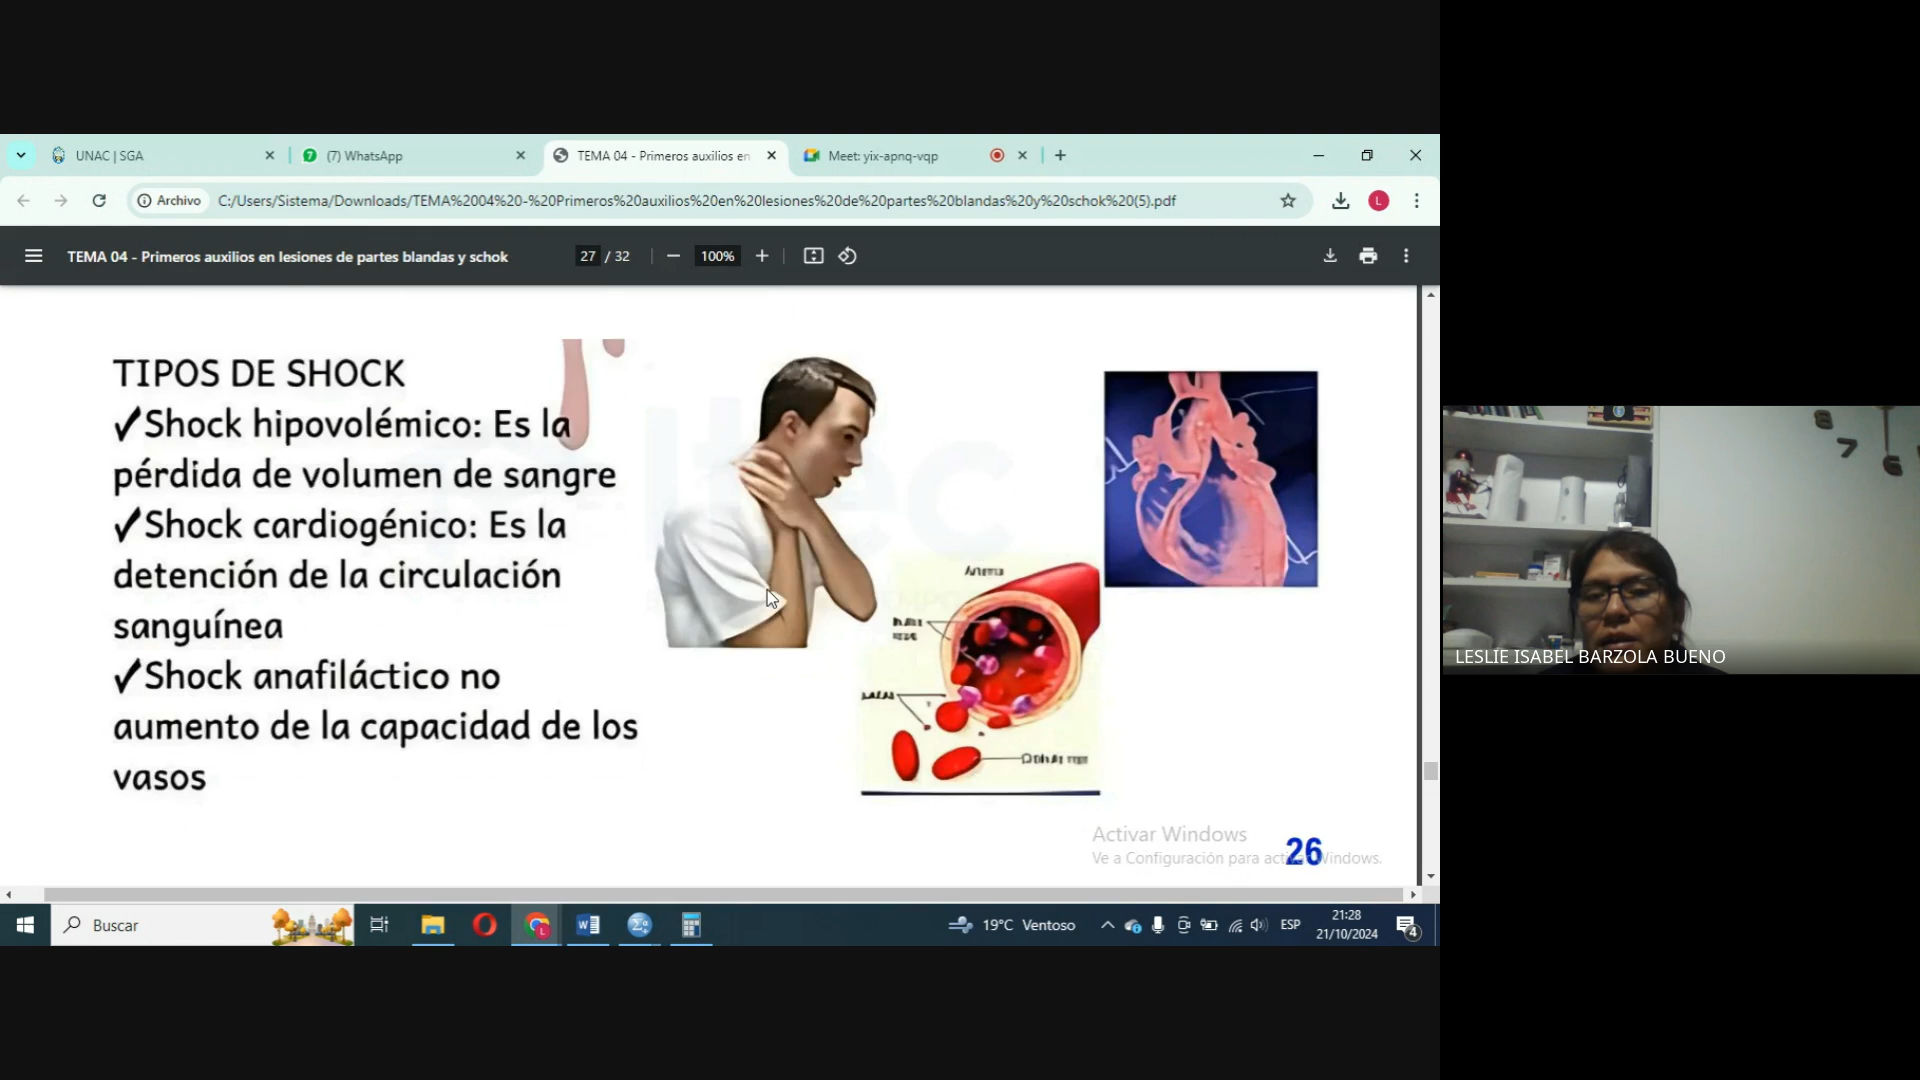 UNAC | SGA
(7) WhatsApp
TEMA 04 - Primeros auxilios en
Meet: yix-apnq-vqp
Archivo
C:/Users/Sistema/Downloads/TEMA%2004%20-%20Primeros%20auxilios%20en%20lesiones%20de%20partes%20blandas%20y%20schok%20(5).pdf
L
TEMA 04 - Primeros auxilios en lesiones de partes blandas y schok
27 / 32
100%
TIPOS DE SHOCK
✓Shock hipovolémico: Es la
pérdida de volumen de sangre
✓Shock cardiogénico: Es la
detención de la circulación
sanguínea
✓Shock anafiláctico no
aumento de la capacidad de los
vasos
itec
Activar Windows
Ve a Configuración para activar Windows.
26
8
7
6
LESLIE ISABEL BARZOLA BUENO
Buscar
19°C Ventoso
ESP
21:28
21/10/2024
4